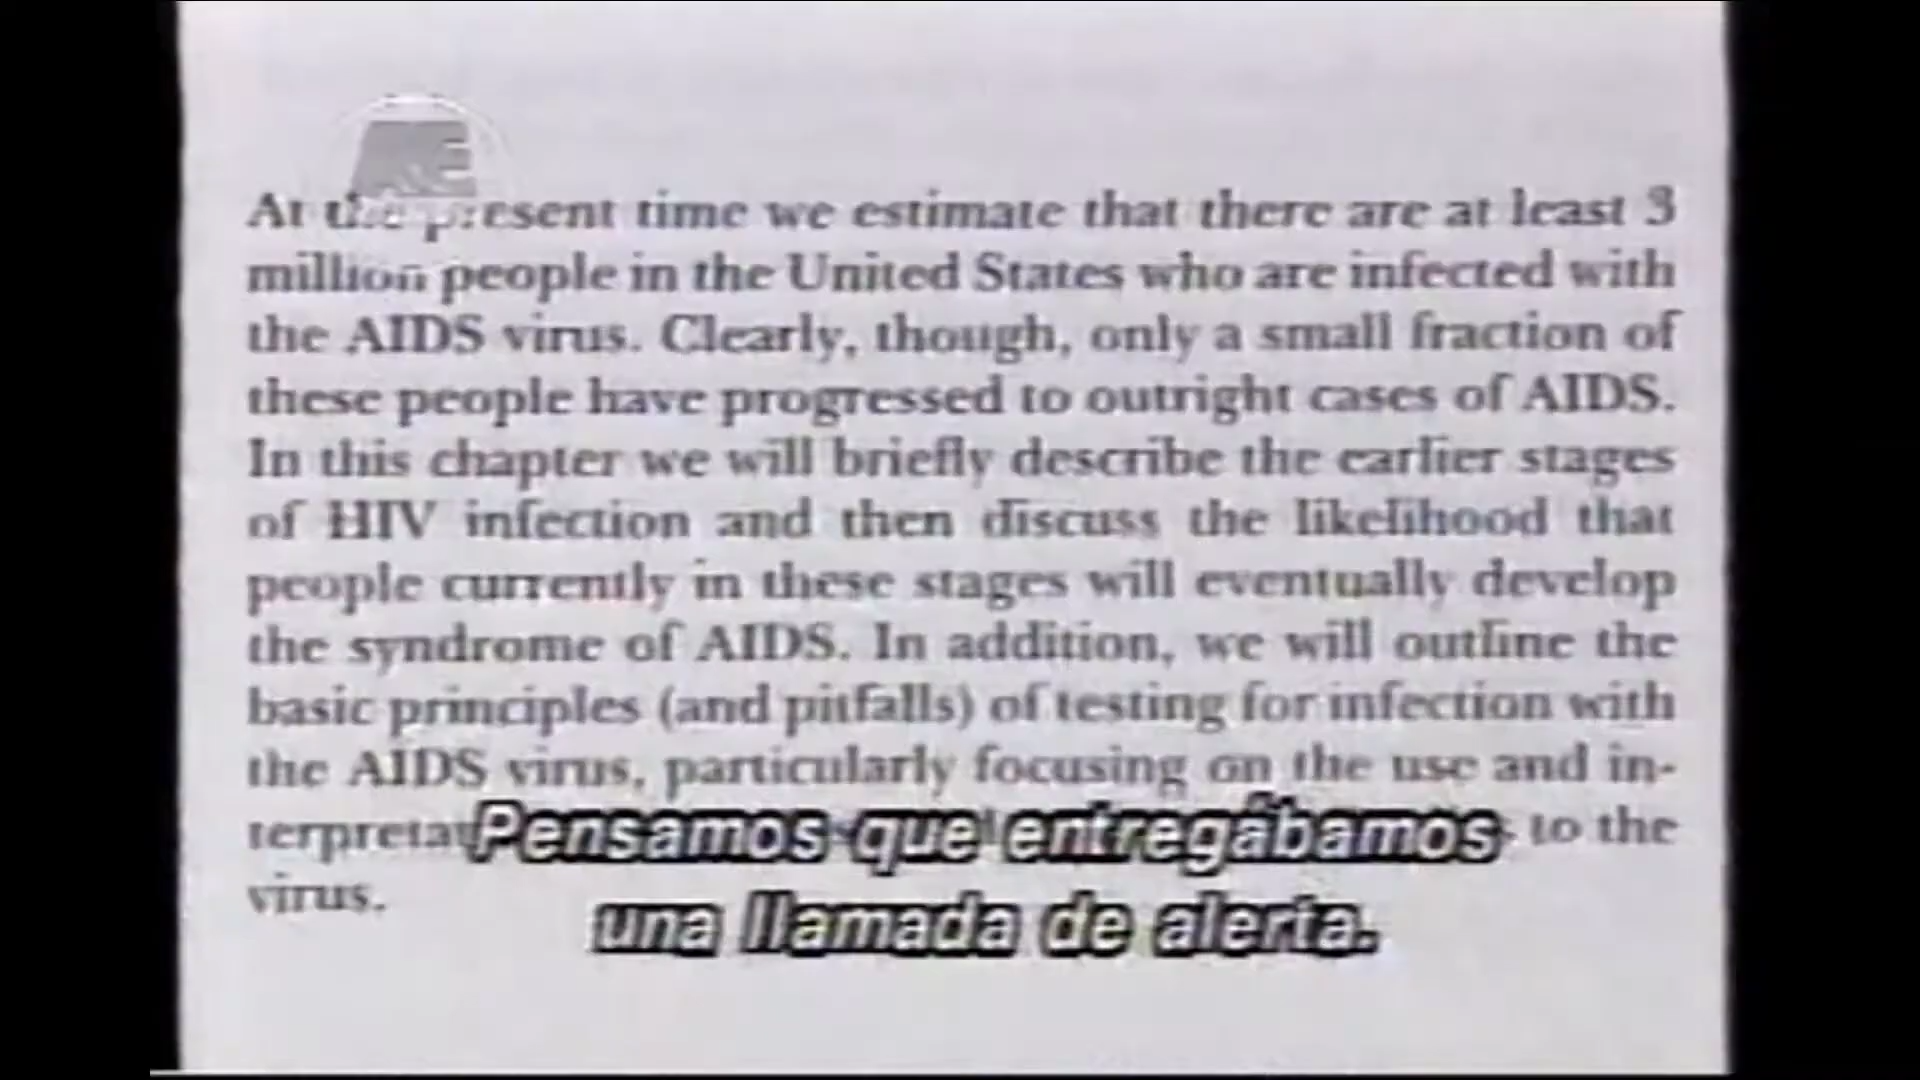 A&E
At the present time we estimate that there are at least 3
million people in the United States who are infected with
the AIDS virus. Clearly, though, only a small fraction of
these people have progressed to outright cases of AIDS.
In this chapter we will briefly describe the earlier stages
of HIV infection and then discuss the likelihood that
people currently in these stages will eventually develop
the syndrome of AIDS. In addition, we will outline the
basic principles (and pitfalls) of testing for infection with
the AIDS virus, particularly focusing on the use and in-
to the
virus.
Pensamos que entregábamos
una llamada de alerta.